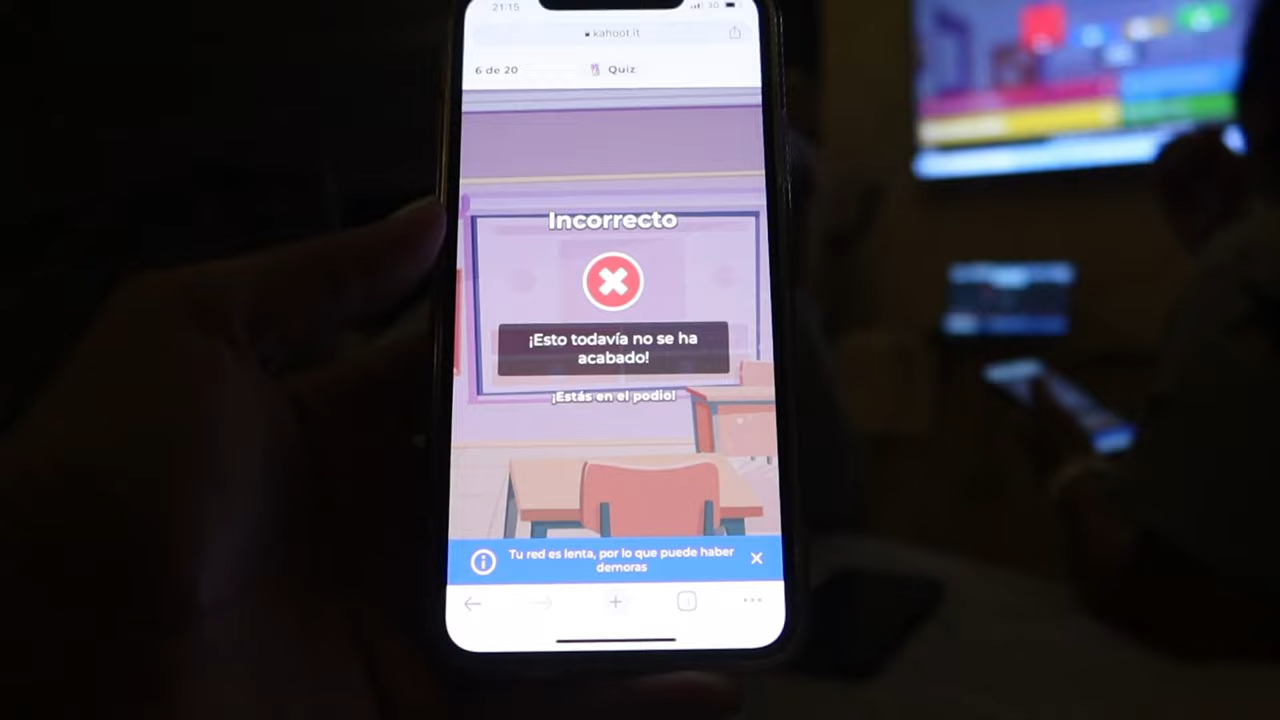 21:15
3G
kahoot.it
6 de 20
Quiz
Incorrecto
¡Esto todavía no se ha
acabado!
¡Estás en el podio!
Tu red es lenta, por lo que puede haber
demoras